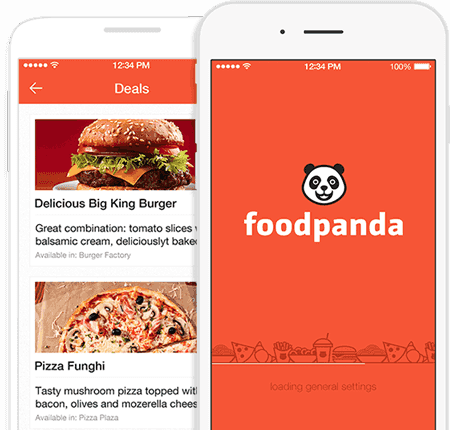 12:34 PM
Deals
Delicious Big King Burger
Great combination: tomato slices
balsamic cream, deliciouslyt bake
Available in: Burger Factory
Pizza Funghi
Tasty mushroom pizza topped wit
bacon, olives and mozerella chees
Available in: Pizza Plaza
12:34 PM 100%
foodpanda
loading general settings